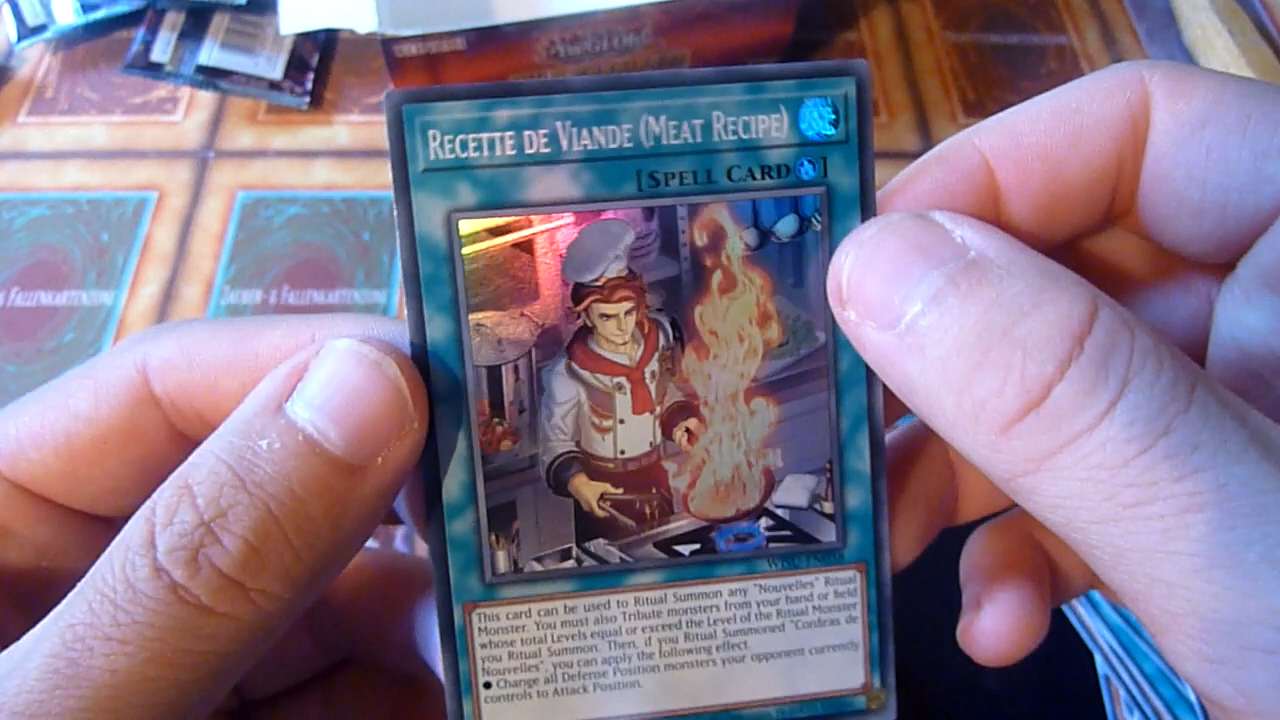 RECETTE DE VIANDE (MEAT RECIPE)
[SPELL CARD]
& FALLENKARTENZONE
ZAUBER- & FALLENKARTENZONE
This card can be used to Ritual Summon any "Nouvelles" Ritual
Monster. You must also Tribute monsters from your hand or field
whose total Levels equal or exceed the Level of the Ritual Monster
you Ritual Summon. Then, if you Ritual Summoned "Confiras de
Nouvelles", you can apply the following effect.
● Change all Defense Position monsters your opponent currently
controls to Attack Position.